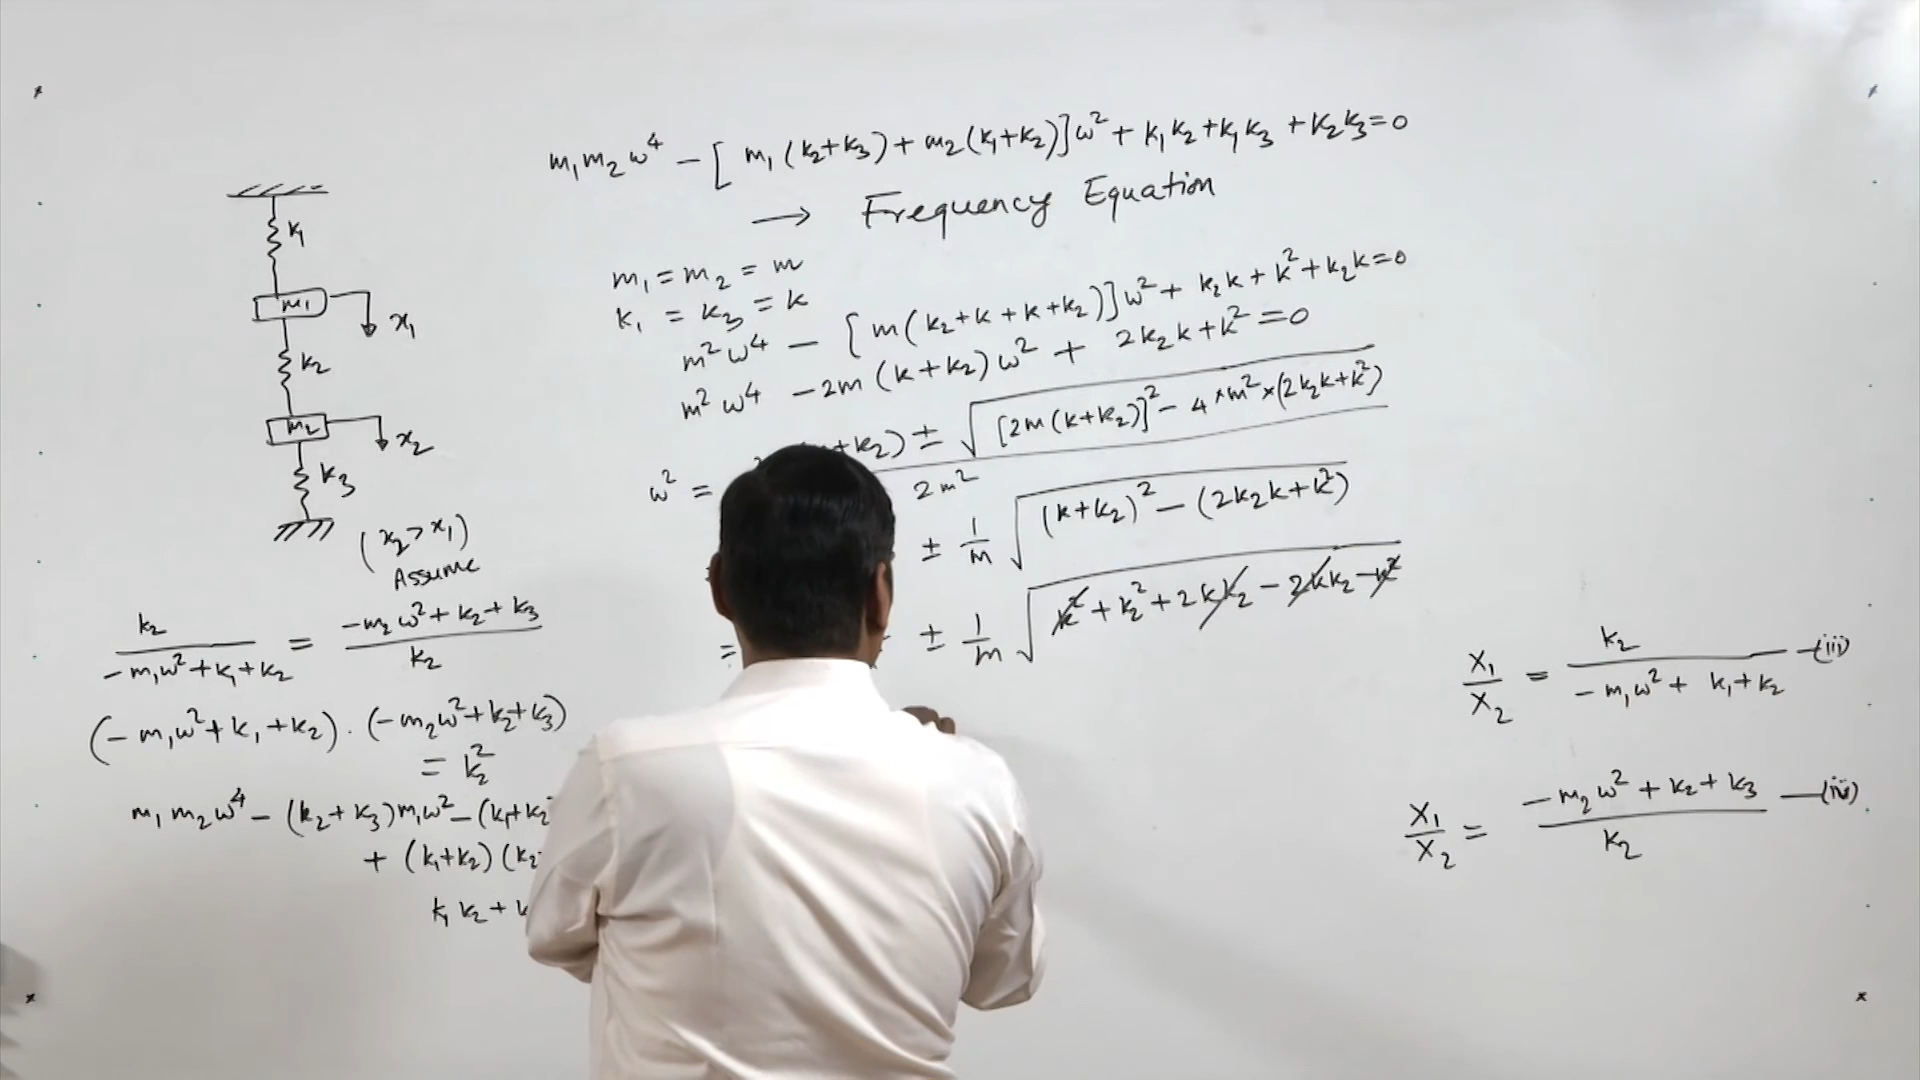 m₁m₂ω⁴ – [ m₁(k₂+k₃) + m₂(k₁+k₂)]ω² + k₁k₂+k₁k₃ +k₂k₃=0
→ Frequency Equation
m₁ = m₂ = m
k₁ = k₃ = k
m²ω⁴ – [m(k₂+k+k+k₂)]ω² + k₂k+k²+k₂k=0
m²ω⁴ –2m(k+k₂)ω² + 2k₂k+k²=0
ω² = +k₂) ± √([2m(k+k₂)]² – 4×m²×(2k₂k+k²))
2m²
± 1/m √((k+k₂)² – (2k₂k+k²))
= ± 1/m √(k²+k₂²+2kk₂ – 2kk₂ –k²)
k₁
m₁
x₁
k₂
m₂
x₂
k₃
(x₂>x₁)
Assume
k₂/(–m₁ω²+k₁+k₂) = (–m₂ω²+k₂+k₃)/k₂
(–m₁ω²+k₁+k₂).(–m₂ω²+k₂+k₃)
= k₂²
m₁m₂ω⁴–(k₂+k₃)m₁ω²–(k₁+k₂
+ (k₁+k₂)(k₂
k₁k₂+
X₁/X₂ = k₂/(–m₁ω²+ k₁+k₂) —(iii)
X₁/X₂ = (–m₂ω²+k₂+k₃)/k₂ —(iv)